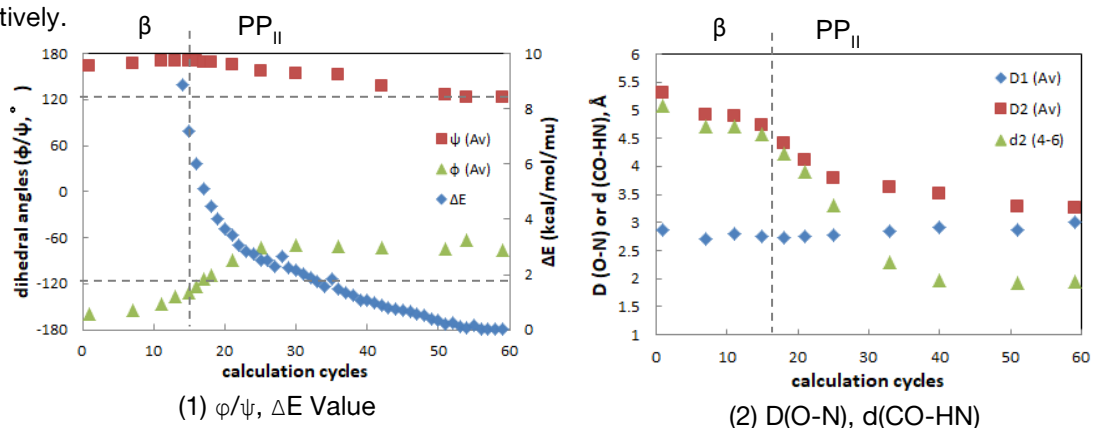 tively.
β PP_II
180
120
60
0
-60
-120
-180
dinedral angles (ϕ/ψ, °)
ψ (Av)
ϕ (Av)
ΔE
10
8
6
4
2
0
ΔE (kcal/mol/mu)
0 10 20 30 40 50 60
calculation cycles
(1) φ/ψ, ΔE Value
β PP_II
6
5.5
5
4.5
4
3.5
3
2.5
2
1.5
1
D (O-N) or d (CO-HN), Å
D1 (Av)
D2 (Av)
d2 (4-6)
0 10 20 30 40 50 60
calculation cycles
(2) D(O-N), d(CO-HN)